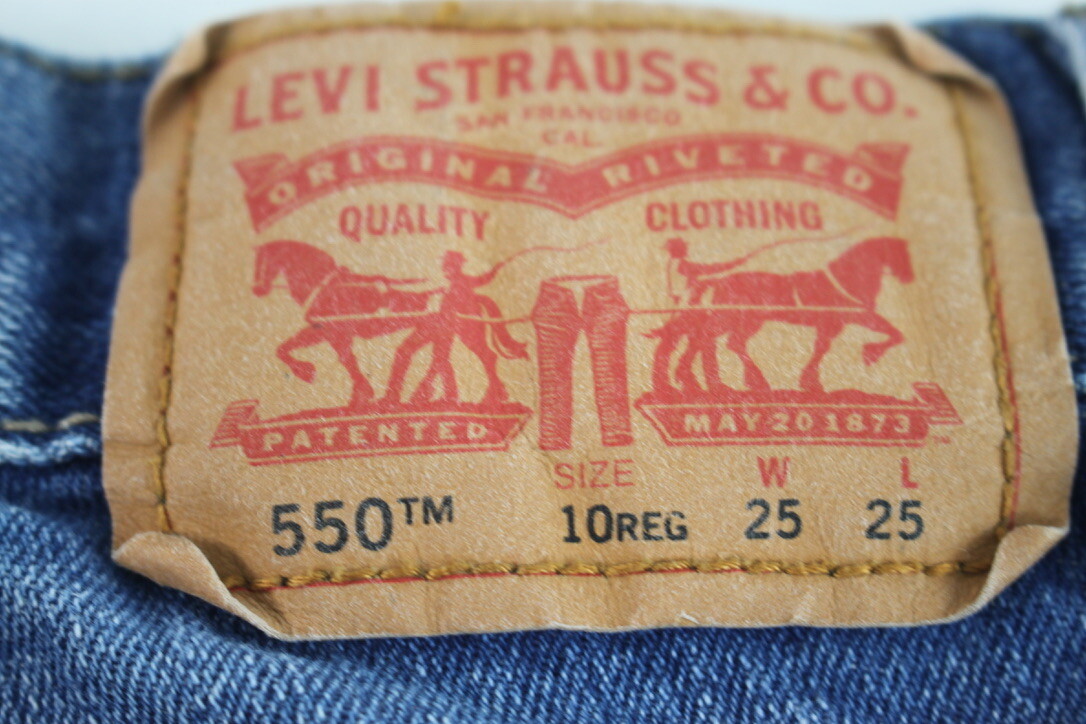 LEVI STRAUSS & CO.
SAN FRANCISCO
CAL.
ORIGINAL RIVETED
QUALITY CLOTHING
PATENTED MAY 20 1873
SIZE W L
550™ 10REG 25 25